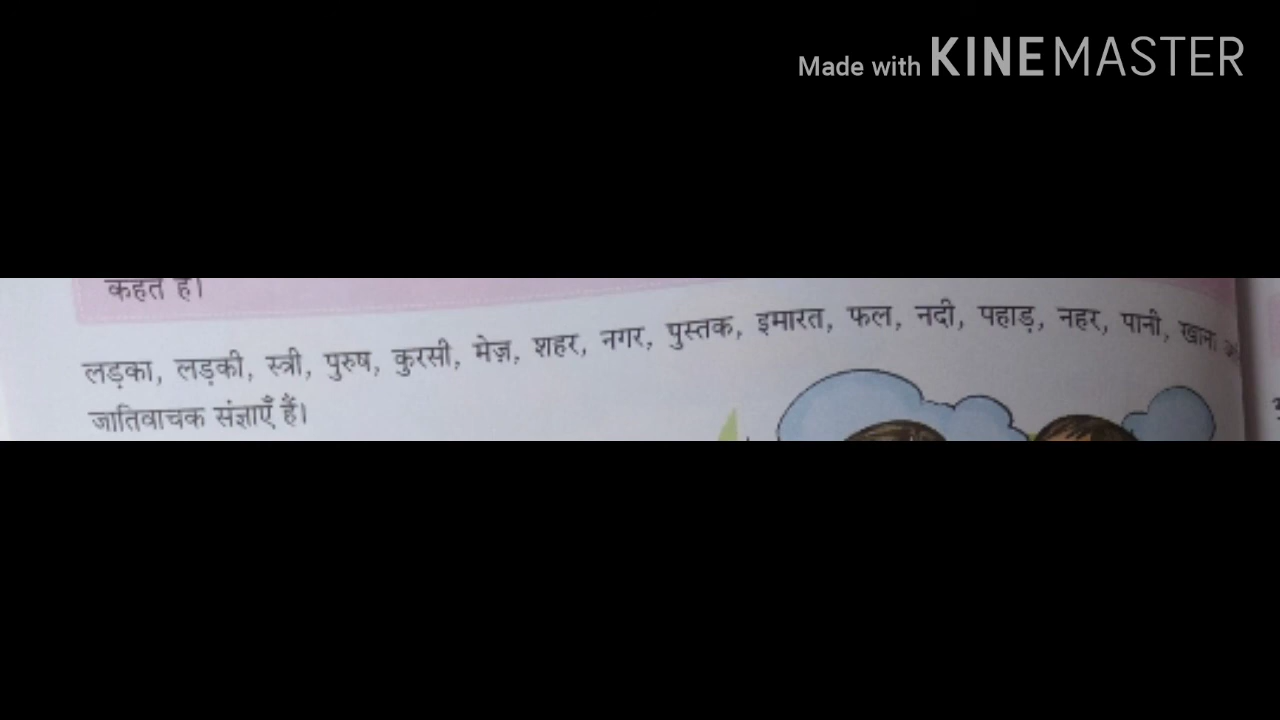 Made with KINEMASTER
कहते हैं।
लड़का, लड़की, स्त्री, पुरुष, कुरसी, मेज़, शहर, नगर, पुस्तक, इमारत, फल, नदी, पहाड़, नहर, पानी, खाना
जातिवाचक संज्ञाएँ हैं।